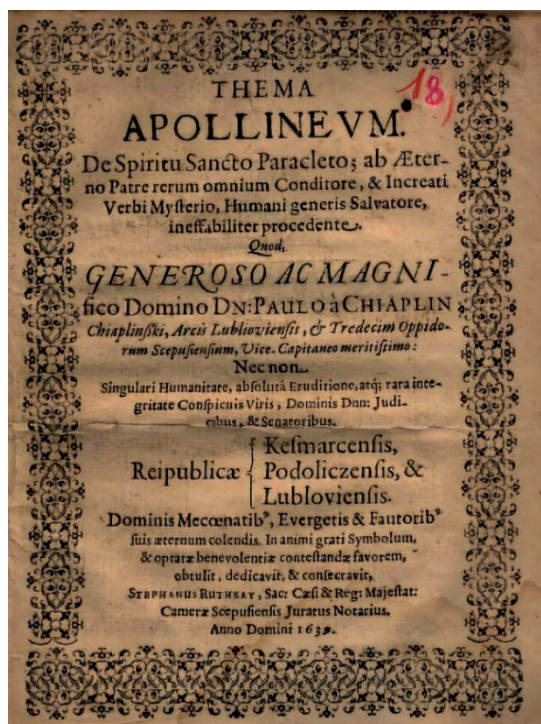 18
THEMA
APOLLINEVM.
De Spiritu Sancto Paracleto; ab Æter-
no Patre rerum omnium Conditore, & Increati
Verbi Mysterio, Humani generis Salvatore,
ineffabiliter procedente.
Quod,
GENEROSO AC MAGNI-
fico Domino DN: PAULO à CHIAPLIN
Chiaplinski, Arcis Lublioviensis, & Tredecim Oppido-
rum Scepusiensium, Vice-Capitaneo meritissimo:
Nec non.
Singulari Humanitate, absolutâ Eruditione, atq; rara inte-
gritate Conspicuis Viris, Dominis Dnn: Judi-
cibus, & Senatoribus.
Reipublicæ { Kesmarcensis,
Podoliczensis, &
Lubloviensis.
Dominis Mecœnatibꝰ, Evergetis & Fautoribꝰ
suis æternum colendis. In animi grati Symbolum,
& optatæ benevolentiæ contestandæ favorem,
obtulit, dedicavit, & consecravit,
STEPHANUS RUTHKAY, Sac: Cæsi & Reg: Majestat:
Cameræ Scepusiensis Juratus Notarius.
Anno Domini 1639.